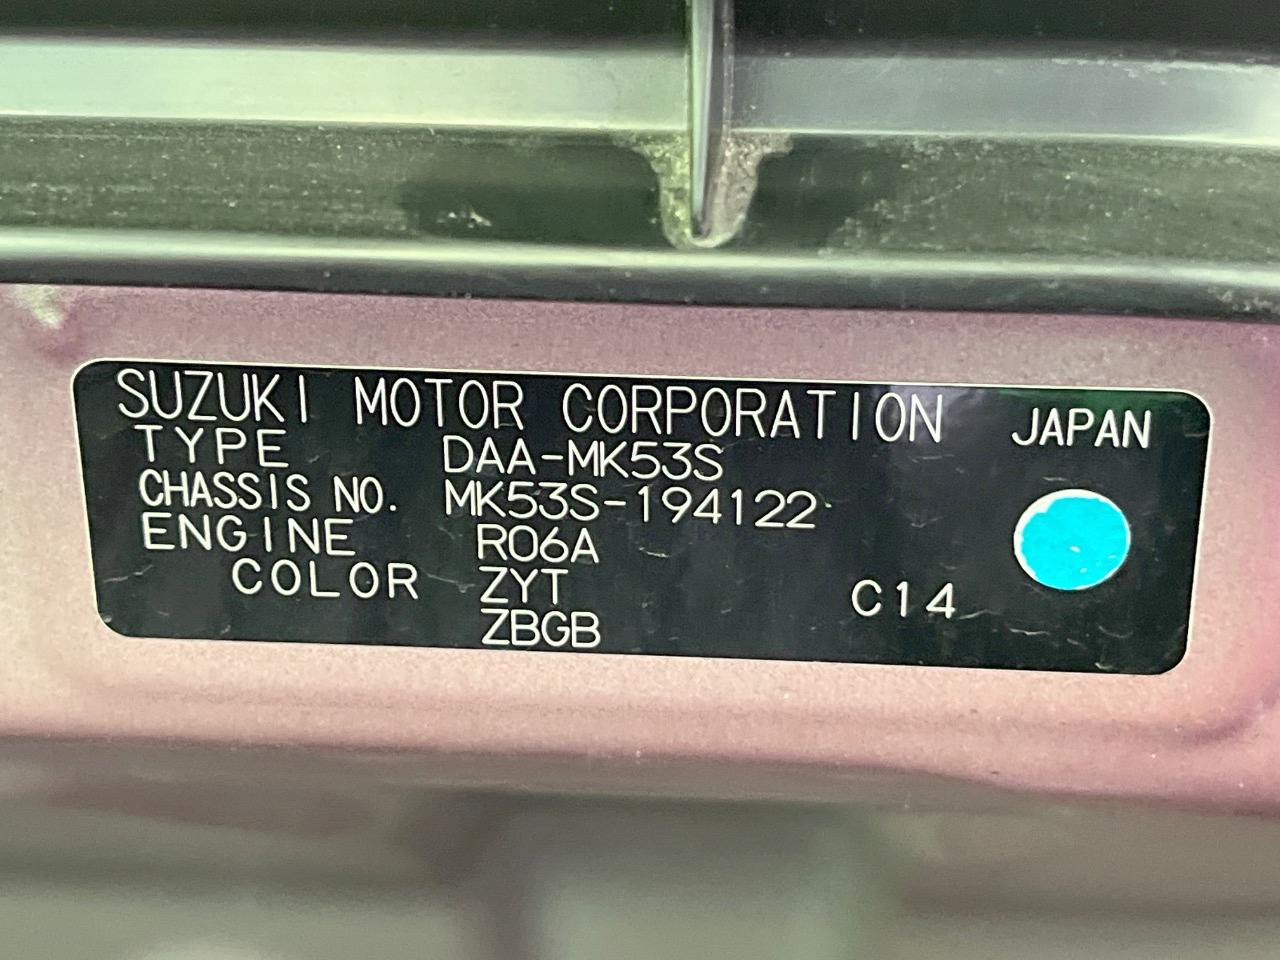 SUZUKI MOTOR CORPORATION JAPAN
TYPE DAA-MK53S
CHASSIS NO. MK53S-194122
ENGINE R06A
COLOR ZYT C14
ZBGB